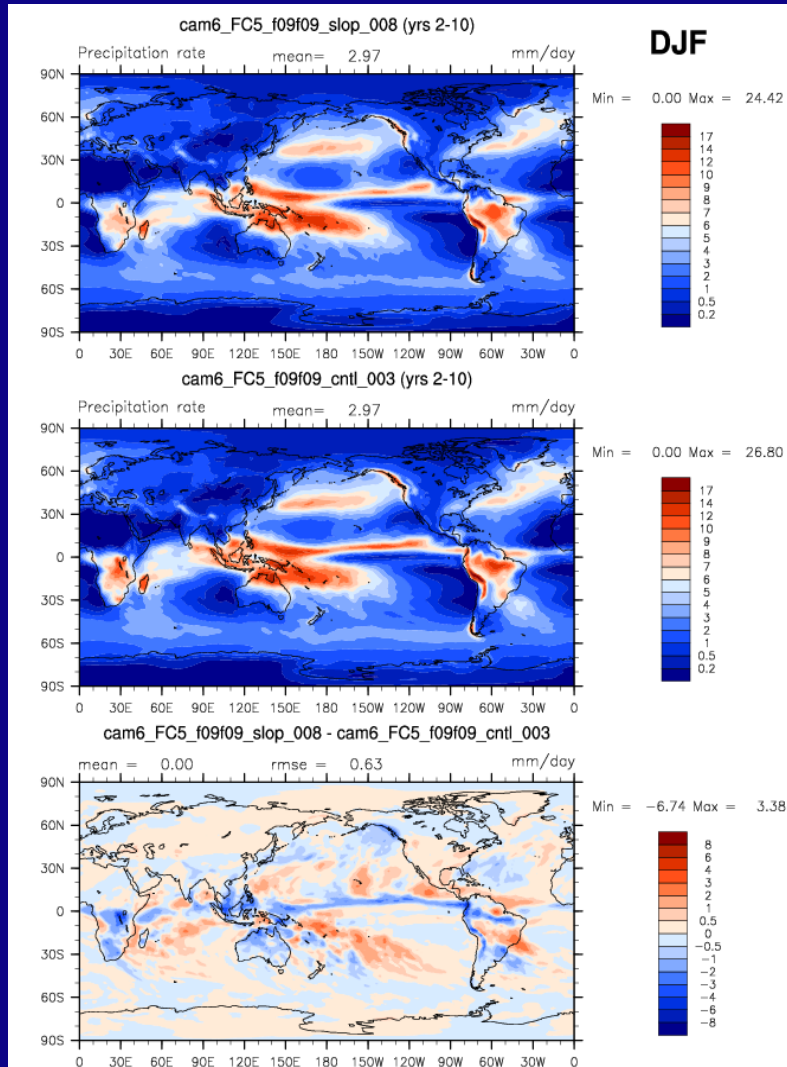 cam6_FC5_f09f09_slop_008 (yrs 2-10)
DJF
Precipitation rate mean= 2.97 mm/day
Min = 0.00 Max = 24.42
90N
60N
30N
0
30S
60S
90S
0 30E 60E 90E 120E 150E 180 150W 120W 90W 60W 30W 0
17
14
12
10
9
8
7
6
5
4
3
2
1
0.5
0.2
cam6_FC5_f09f09_cntl_003 (yrs 2-10)
Precipitation rate mean= 2.97 mm/day
Min = 0.00 Max = 26.80
90N
60N
30N
0
30S
60S
90S
0 30E 60E 90E 120E 150E 180 150W 120W 90W 60W 30W 0
17
14
12
10
9
8
7
6
5
4
3
2
1
0.5
0.2
cam6_FC5_f09f09_slop_008 - cam6_FC5_f09f09_cntl_003
mean = 0.00 rmse = 0.63 mm/day
Min = -6.74 Max = 3.38
90N
60N
30N
0
30S
60S
90S
0 30E 60E 90E 120E 150E 180 150W 120W 90W 60W 30W 0
8
6
4
3
2
1
0.5
0
-0.5
-1
-2
-3
-4
-6
-8